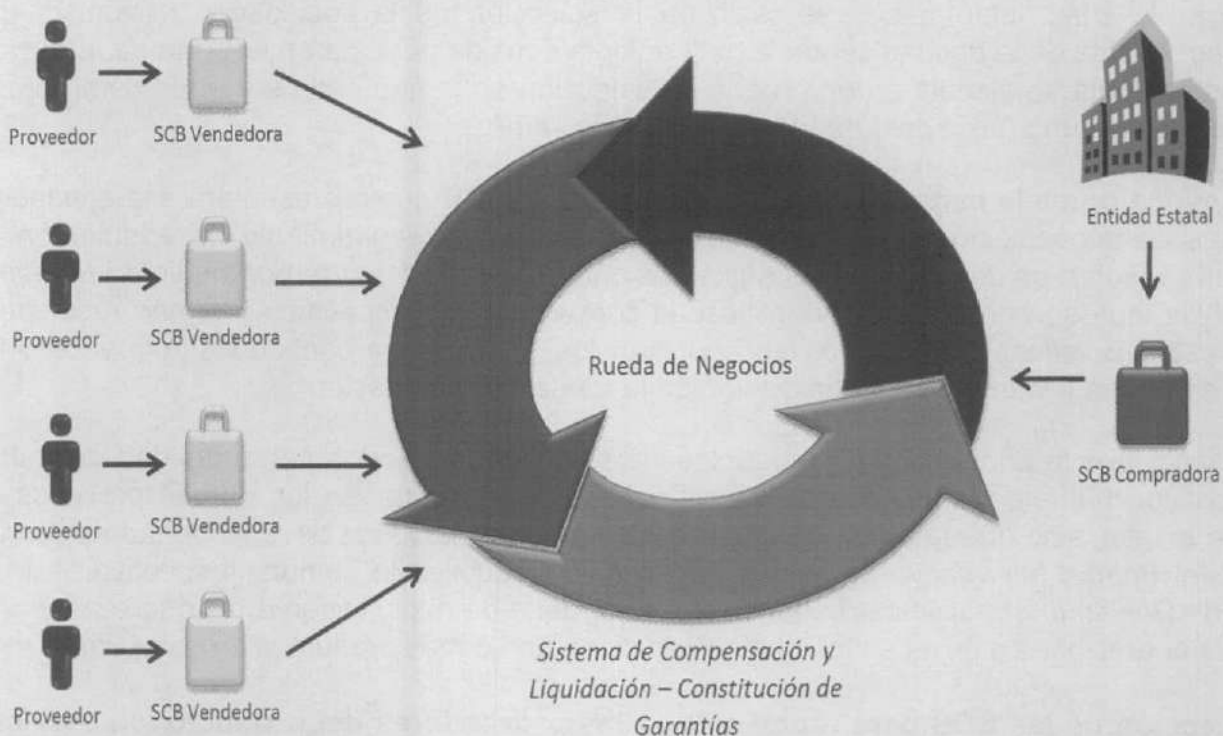 Proveedor
SCB Vendedora
Proveedor
SCB Vendedora
Proveedor
SCB Vendedora
Proveedor
SCB Vendedora
Rueda de Negocios
Entidad Estatal
SCB Compradora
Sistema de Compensación y
Liquidación – Constitución de
Garantías